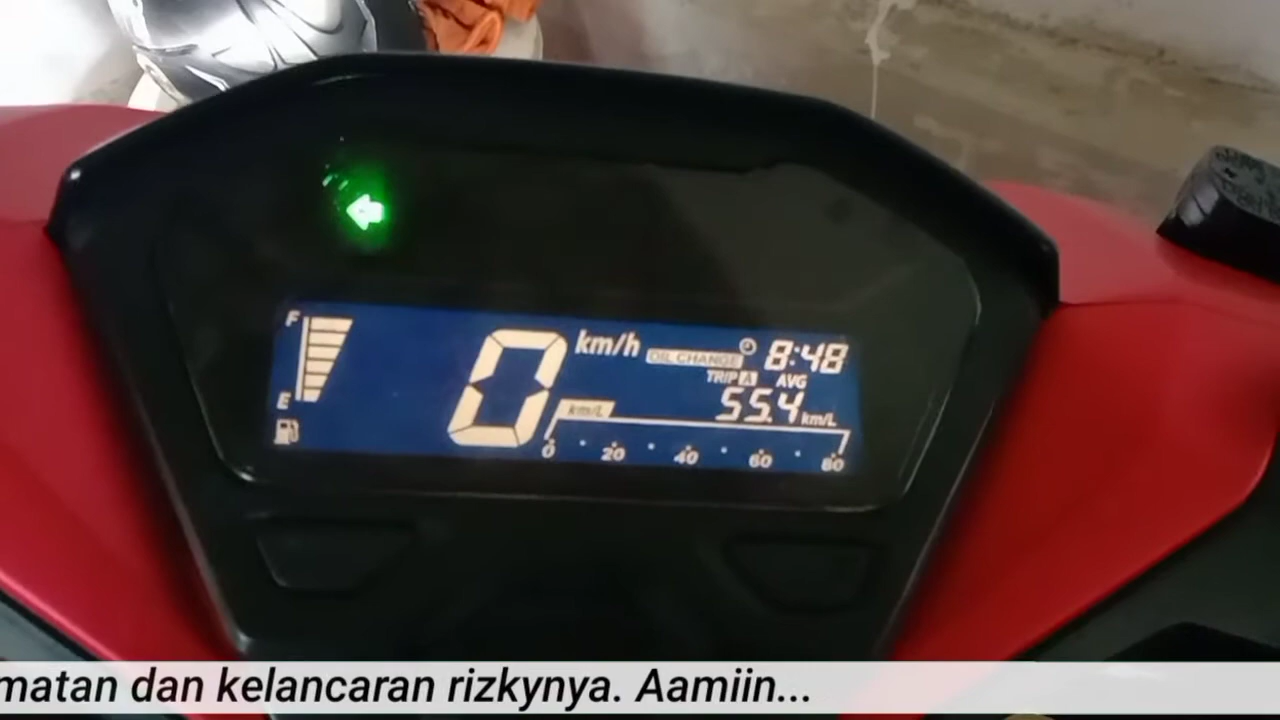 F
km/h
OIL CHANGE
8:48
TRIP A AVG
55.4 km/L
E
0
km/L
0 20 40 60 80
matan dan kelancaran rizkynya. Aamiin...